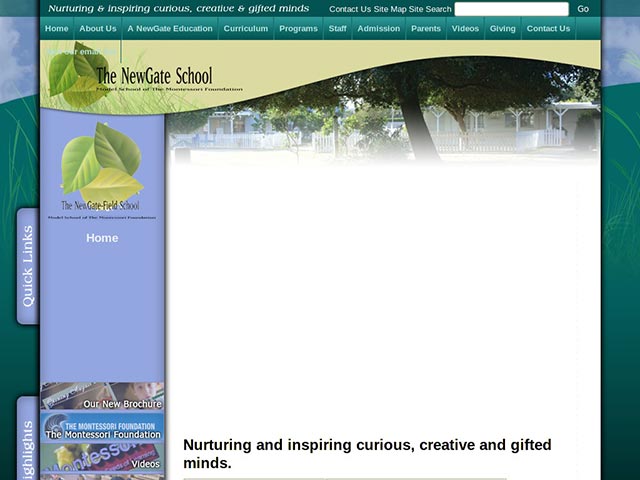 Nurturing & inspiring curious, creative & gifted minds
Contact Us Site Map Site Search
Go
Home About Us A NewGate Education Curriculum Programs Staff Admission Parents Videos Giving Contact Us
our email
The NewGate School
Model School of The Montessori Foundation
The NewGate-Field School
Model School of The Montessori Foundation
Home
Quick Links
Our New Brochure
THE MONTESSORI FOUNDATION
The Montessori Foundation
Montessori
Videos
Nurturing and inspiring curious, creative and gifted
minds.